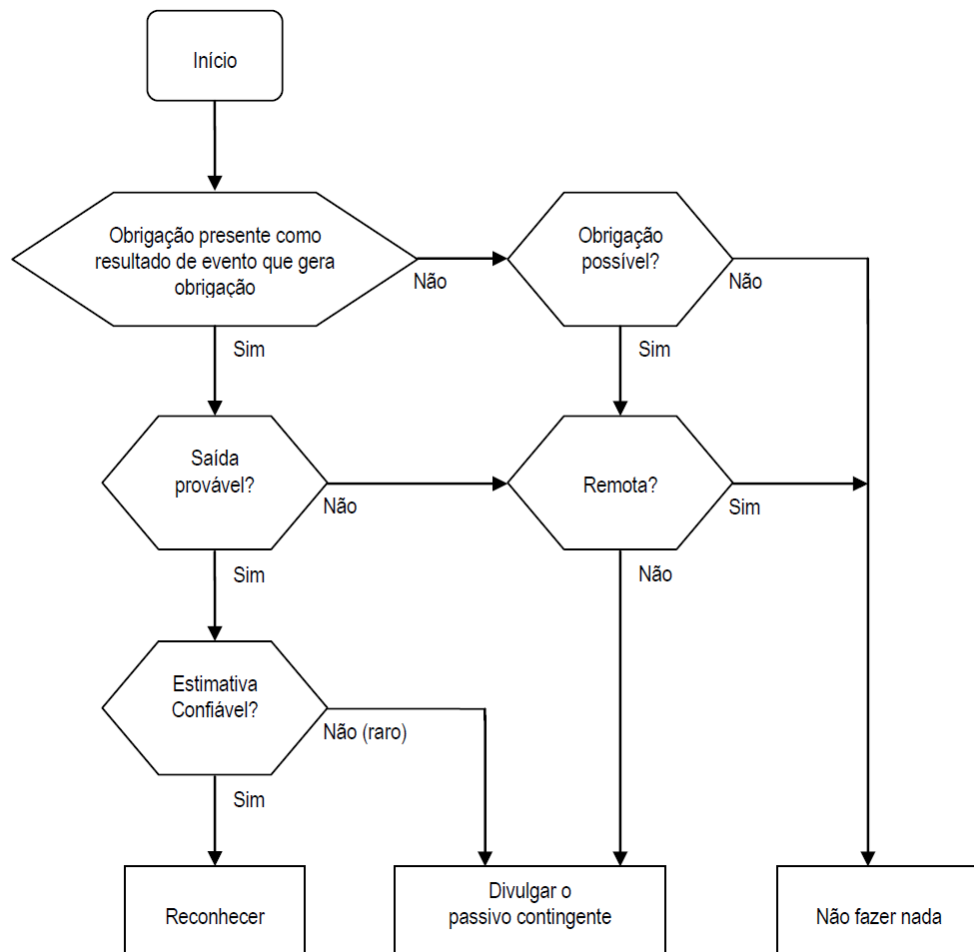 Início
Obrigação presente como
resultado de evento que gera
obrigação
Não
Obrigação
possível?
Não
Sim
Sim
Saída
provável?
Não
Remota?
Sim
Sim
Não
Estimativa
Confiável?
Não (raro)
Sim
Reconhecer
Divulgar o
passivo contingente
Não fazer nada